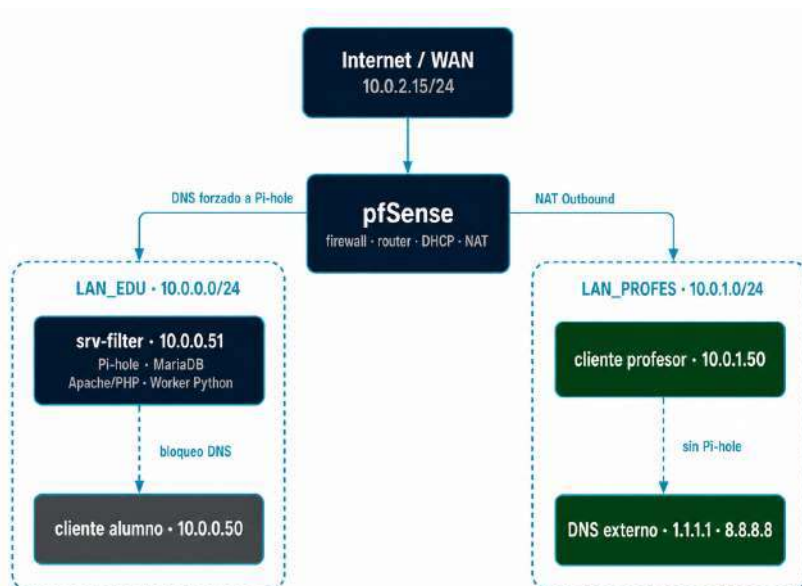 Internet / WAN
10.0.2.15/24
DNS forzado a Pi-hole
NAT Outbound
pfSense
firewall · router · DHCP · NAT
LAN_EDU · 10.0.0.0/24
srv-filter · 10.0.0.51
Pi-hole · MariaDB
Apache/PHP · Worker Python
bloqueo DNS
cliente alumno · 10.0.0.50
LAN_PROFES · 10.0.1.0/24
cliente profesor · 10.0.1.50
sin Pi-hole
DNS externo · 1.1.1.1 · 8.8.8.8